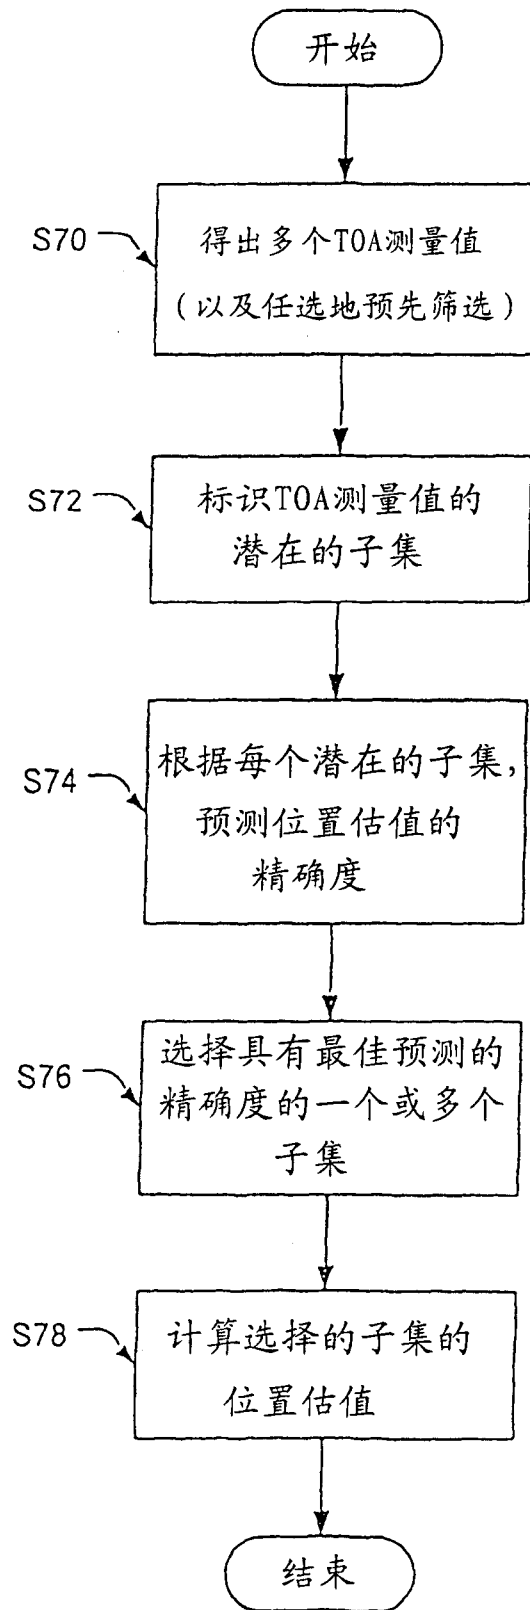 开始
S70
得出多个TOA测量值
（以及任选地预先筛选）
S72
标识TOA测量值的
潜在的子集
S74
根据每个潜在的子集，
预测位置估值的
精确度
S76
选择具有最佳预测的
精确度的一个或多个
子集
S78
计算选择的子集的
位置估值
结束